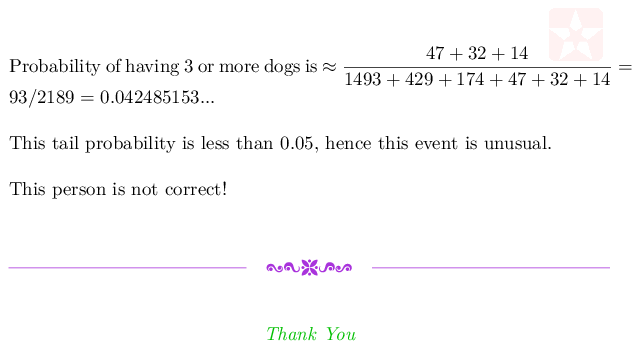 Probability of having 3 or more dogs is ≈ \frac{47 + 32 + 14}{1493 + 429 + 174 + 47 + 32 + 14} =
93/2189 = 0.042485153...
This tail probability is less than 0.05, hence this event is unusual.
This person is not correct!
Thank You